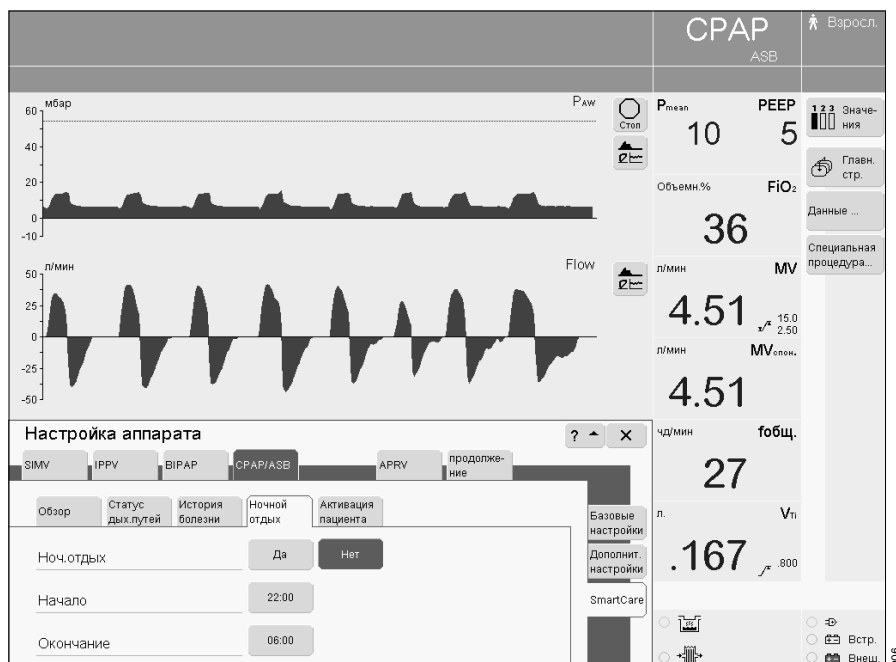 CPAP
ASB
Взросл.
мбар
PAW
60
40
20
0
-10
Стоп
Pmean
PEEP
10
5
1 2 3
Значе-
ния
Главн.
стр.
Объемн.%
FiO2
36
Данные ...
Специальная
процедура...
л/мин
Flow
50
25
0
-25
-50
л/мин
MV
4.51
15.0
2.50
л/мин
MVспон.
4.51
Настройка аппарата
?
SIMV
IPPV
BIPAP
CPAP/ASB
APRV
продолже-
ние
чд/мин
fобщ.
27
Обзор
Статус
дых.путей
История
болезни
Ночной
отдых
Активация
пациента
Базовые
настройки
Дополнит.
настройки
SmartCare
л.
VTi
.167
.800
Ноч.отдых
Да
Нет
Начало
22:00
Окончание
06:00
Встр.
Внеш.